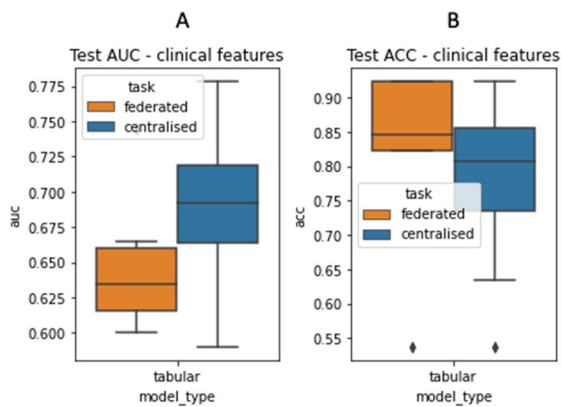 A
Test AUC - clinical features
task
federated
centralised
0.775
0.750
0.725
0.700
0.675
0.650
0.625
0.600
auc
tabular
model_type
B
Test ACC - clinical features
task
federated
centralised
0.90
0.85
0.80
0.75
0.70
0.65
0.60
0.55
acc
tabular
model_type